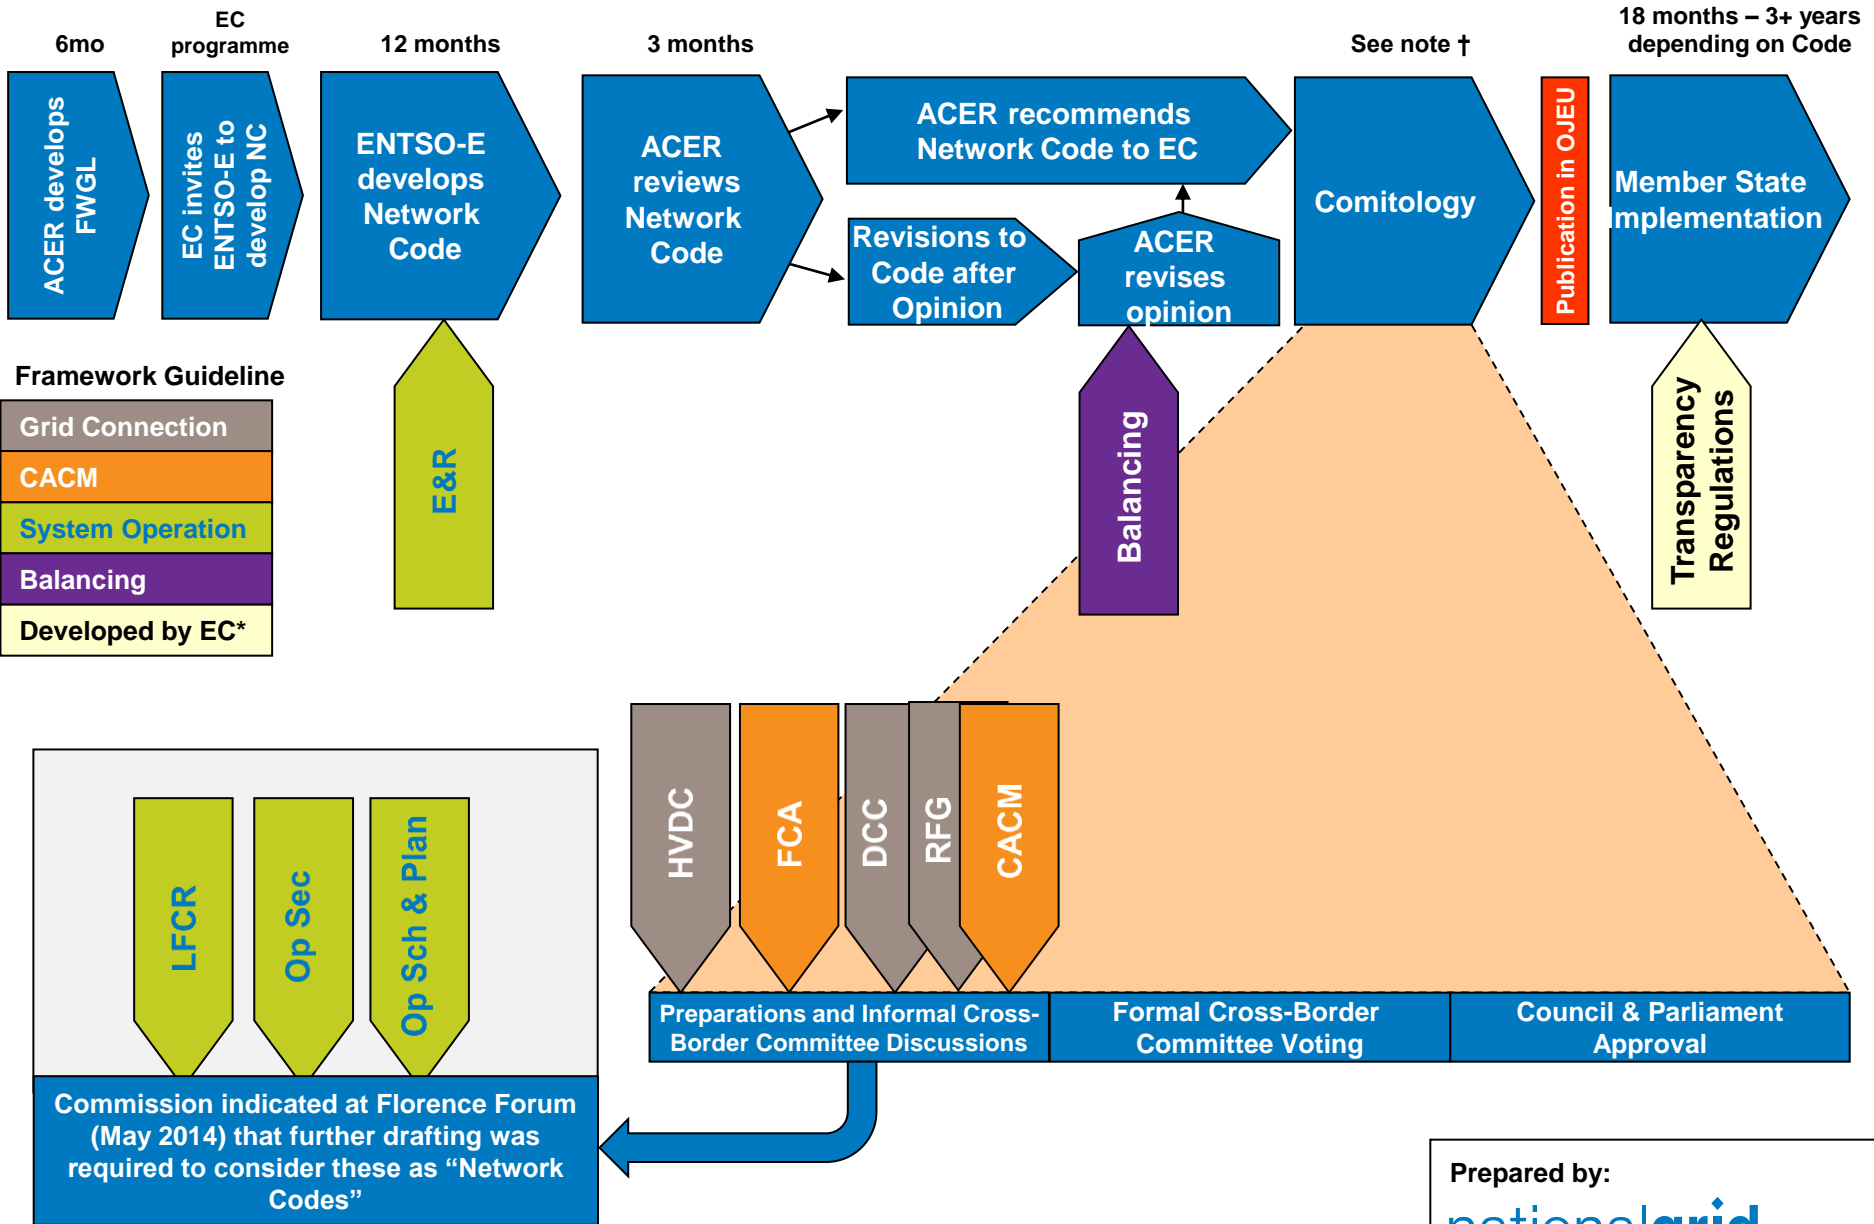 6mo
EC
programme
12 months
3 months
See note †
18 months – 3+ years
depending on Code
ACER develops
FWGL
EC invites
ENTSO-E to
develop NC
ENTSO-E
develops
Network
Code
ACER
reviews
Network
Code
ACER recommends
Network Code to EC
Revisions to
Code after
Opinion
ACER
revises
opinion
Comitology
Publication in OJEU
Member State
Implementation
Framework Guideline
Grid Connection
CACM
System Operation
Balancing
Developed by EC*
E&R
Balancing
Transparency
Regulations
HVDC
FCA
DCC
RFG
CACM
LFCR
Op Sec
Op Sch & Plan
Preparations and Informal Cross-
Border Committee Discussions
Formal Cross-Border
Committee Voting
Council & Parliament
Approval
Commission indicated at Florence Forum
(May 2014) that further drafting was
required to consider these as “Network
Codes”
Prepared by:
nationalgrid